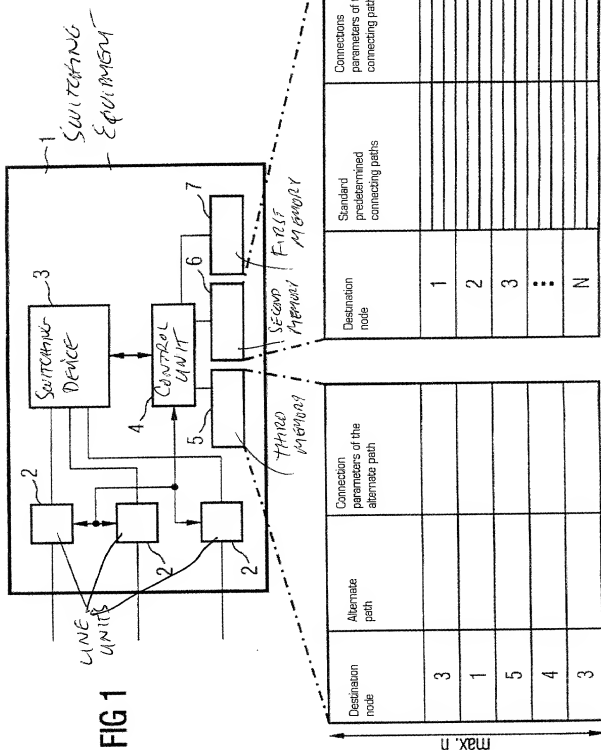 FIG 1
1
SWITCHING
EQUIPMENT
2
3
SWITCHING
DEVICE
LINE
UNITS
2
2
4
CONTROL
UNIT
5
6
7
THIRD
MEMORY
SECOND
MEMORY
FIRST
MEMORY
max. n
Destination
node
Alternate
path
Connection
parameters of the
alternate path
3
1
5
4
3
Destination
node
Standard
predetermined
connecting paths
Connections
parameters of
connecting path
1
2
3
⋮
N